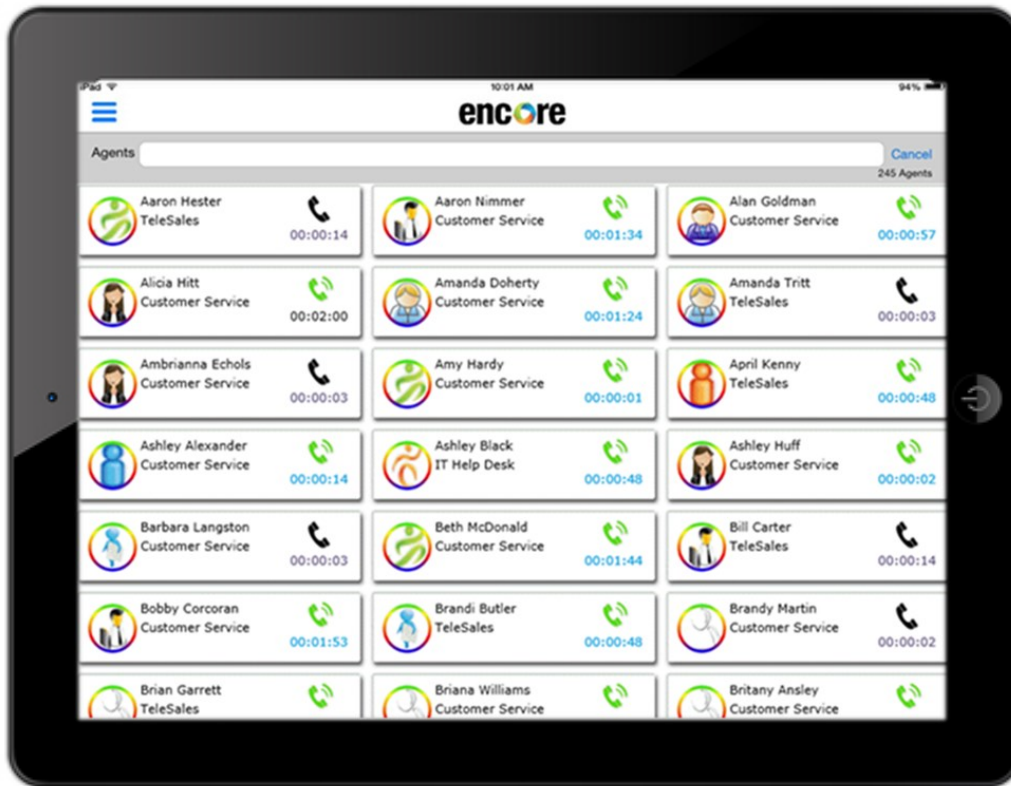 iPad 10:01 AM 94%
encore
Agents Cancel
245 Agents
Aaron Hester
TeleSales
00:00:14
Aaron Nimmer
Customer Service
00:01:34
Alan Goldman
Customer Service
00:00:57
Alicia Hitt
Customer Service
00:02:00
Amanda Doherty
Customer Service
00:01:24
Amanda Tritt
TeleSales
00:00:03
Ambrianna Echols
Customer Service
00:00:03
Amy Hardy
Customer Service
00:00:01
April Kenny
TeleSales
00:00:48
Ashley Alexander
Customer Service
00:00:14
Ashley Black
IT Help Desk
00:00:48
Ashley Huff
Customer Service
00:00:02
Barbara Langston
Customer Service
00:00:03
Beth McDonald
Customer Service
00:01:44
Bill Carter
TeleSales
00:00:14
Bobby Corcoran
Customer Service
00:01:53
Brandi Butler
TeleSales
00:00:48
Brandy Martin
Customer Service
00:00:02
Brian Garrett
TeleSales
Briana Williams
Customer Service
Britany Ansley
Customer Service